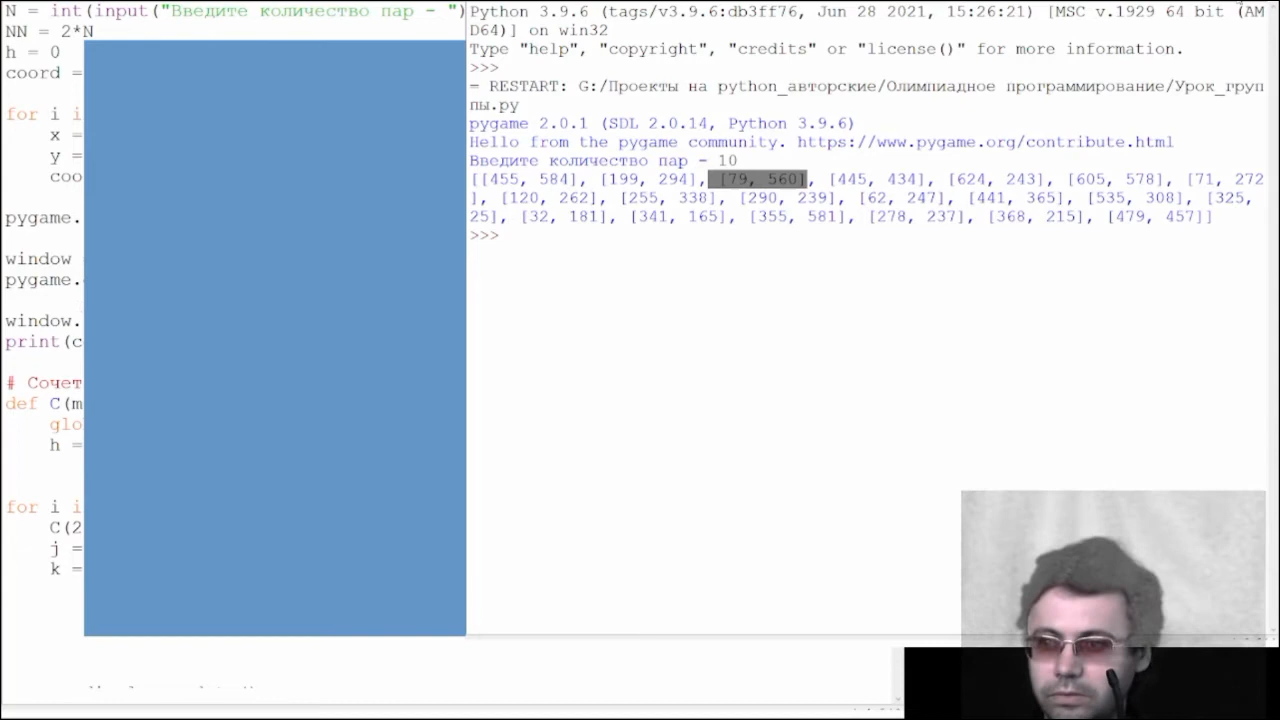 N = int(input("Введите количество пар - ")
NN = 2*N
h = 0
coord =
for i i
x =
y =
coo
pygame.
window
pygame.
window.
print(c
# Сочет
def C(m
glo
h =
for i i
C(2
j =
k =
Python 3.9.6 (tags/v3.9.6:db3ff76, Jun 28 2021, 15:26:21) [MSC v.1929 64 bit (AM
D64)] on win32
Type "help", "copyright", "credits" or "license()" for more information.
>>>
= RESTART: G:/Проекты на python_авторские/Олимпиадное программирование/Урок_груп
пы.py
pygame 2.0.1 (SDL 2.0.14, Python 3.9.6)
Hello from the pygame community. https://www.pygame.org/contribute.html
Введите количество пар - 10
[[455, 584], [199, 294], [79, 560], [445, 434], [624, 243], [605, 578], [71, 272
], [120, 262], [255, 338], [290, 239], [62, 247], [441, 365], [535, 308], [325,
25], [32, 181], [341, 165], [355, 581], [278, 237], [368, 215], [479, 457]]
>>>